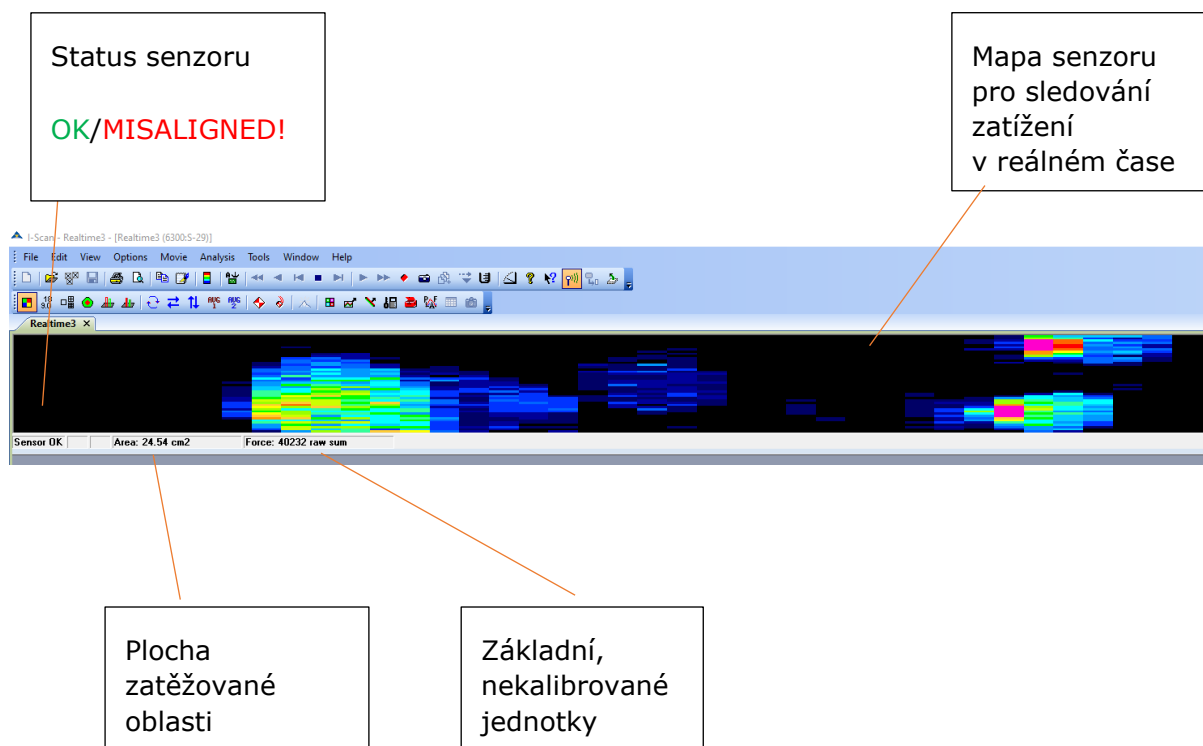 Status senzoru
OK/MISALIGNED!
Mapa senzoru
pro sledování
zatížení
v reálném čase
I-Scan - Realtime3 - [Realtime3 (6300:S-29)]
File Edit View Options Movie Analysis Tools Window Help
Realtime3 X
Sensor OK Area: 24.54 cm2 Force: 40232 raw sum
Plocha
zatěžované
oblasti
Základní,
nekalibrované
jednotky